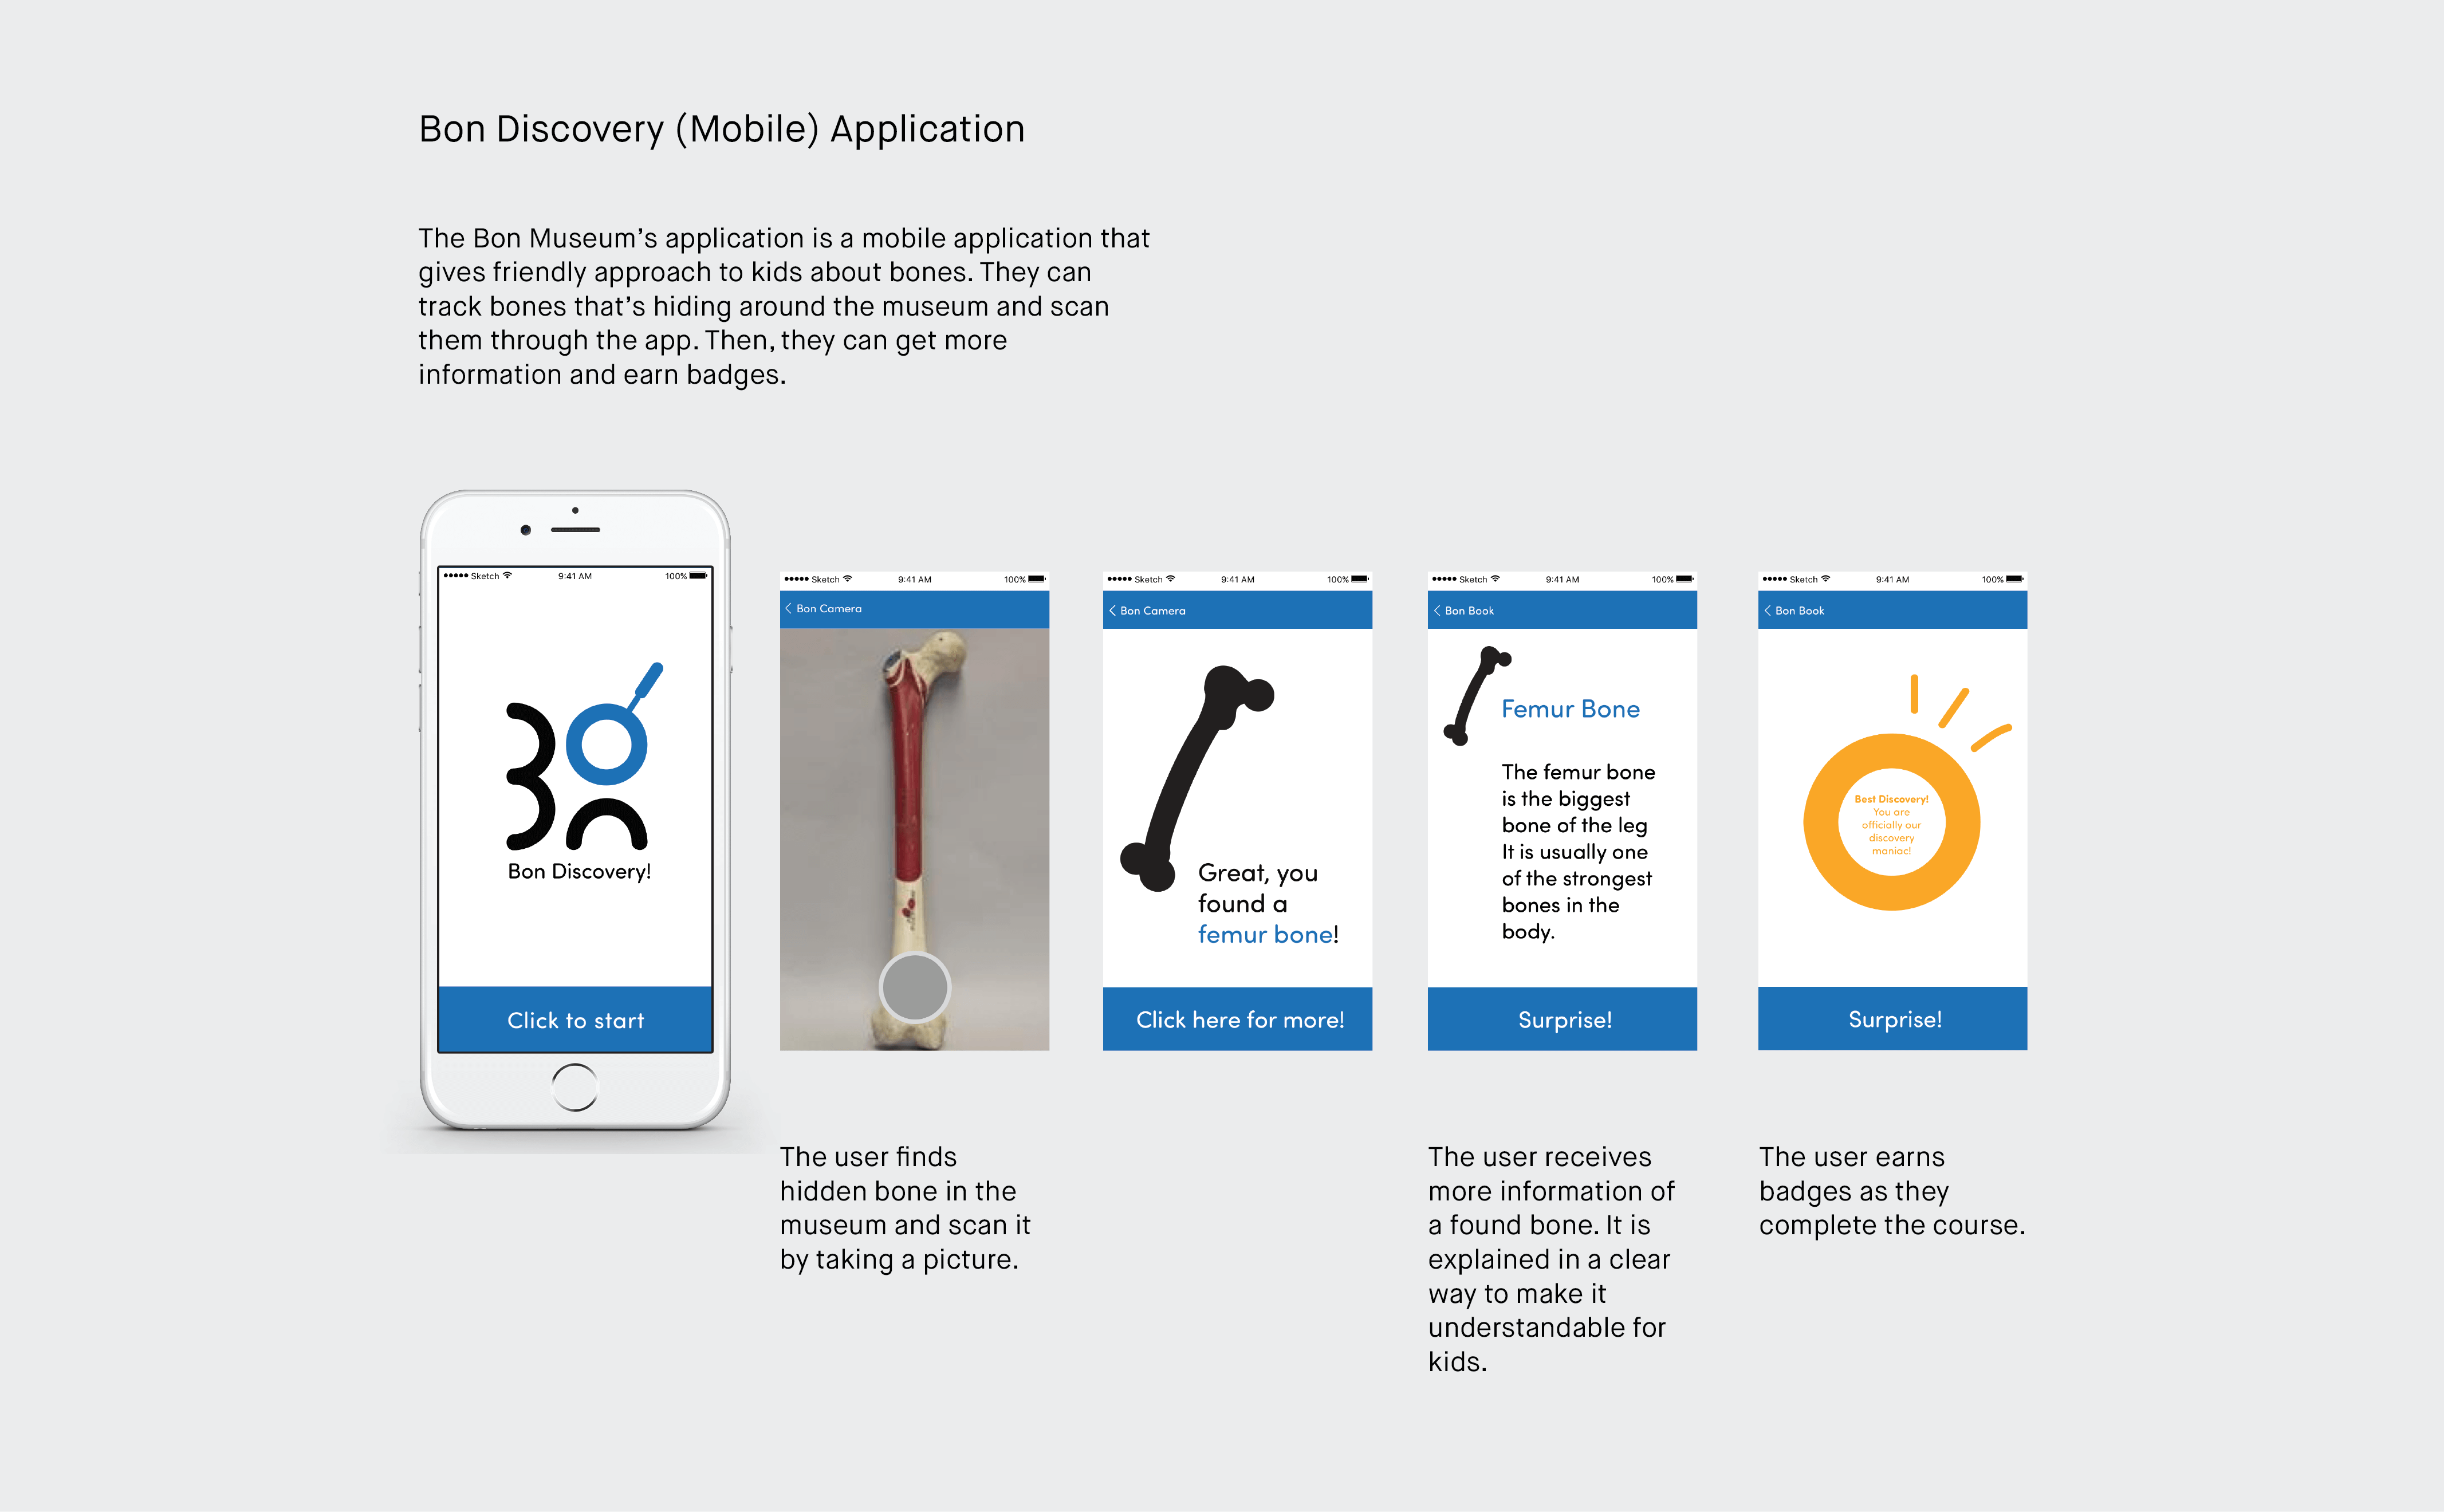 Bon Discovery (Mobile) Application
The Bon Museum's application is a mobile application that
gives friendly approach to kids about bones. They can
track bones that's hiding around the museum and scan
them through the app. Then, they can get more
information and earn badges.
Sketch 9:41 AM 100%
Bon
Bon Discovery!
Click to start
Sketch 9:41 AM 100%
Bon Camera
The user finds
hidden bone in the
museum and scan it
by taking a picture.
Sketch 9:41 AM 100%
Bon Camera
Great, you
found a
femur bone!
Click here for more!
Sketch 9:41 AM 100%
Bon Book
Femur Bone
The femur bone
is the biggest
bone of the leg
It is usually one
of the strongest
bones in the
body.
Surprise!
The user receives
more information of
a found bone. It is
explained in a clear
way to make it
understandable for
kids.
Sketch 9:41 AM 100%
Bon Book
Best Discovery!
You are
officially our
discovery
maniac!
Surprise!
The user earns
badges as they
complete the course.